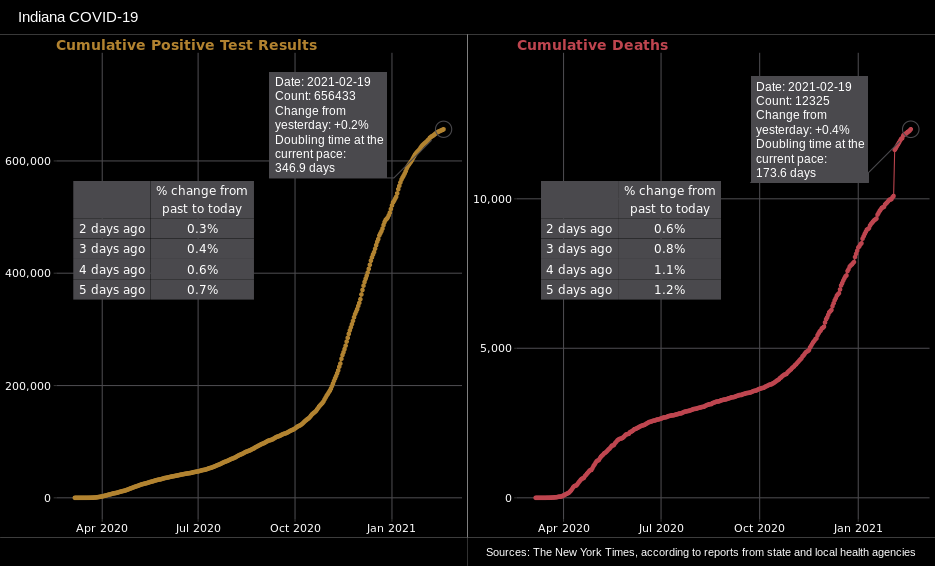 Indiana COVID-19
Cumulative Positive Test Results
Date: 2021-02-19
Count: 656433
Change from
yesterday: +0.2%
Doubling time at the
current pace:
346.9 days
% change from
past to today
2 days ago 0.3%
3 days ago 0.4%
4 days ago 0.6%
5 days ago 0.7%
600,000
400,000
200,000
0
Apr 2020 Jul 2020 Oct 2020 Jan 2021
Cumulative Deaths
Date: 2021-02-19
Count: 12325
Change from
yesterday: +0.4%
Doubling time at the
current pace:
173.6 days
% change from
past to today
2 days ago 0.6%
3 days ago 0.8%
4 days ago 1.1%
5 days ago 1.2%
10,000
5,000
0
Apr 2020 Jul 2020 Oct 2020 Jan 2021
Sources: The New York Times, according to reports from state and local health agencies